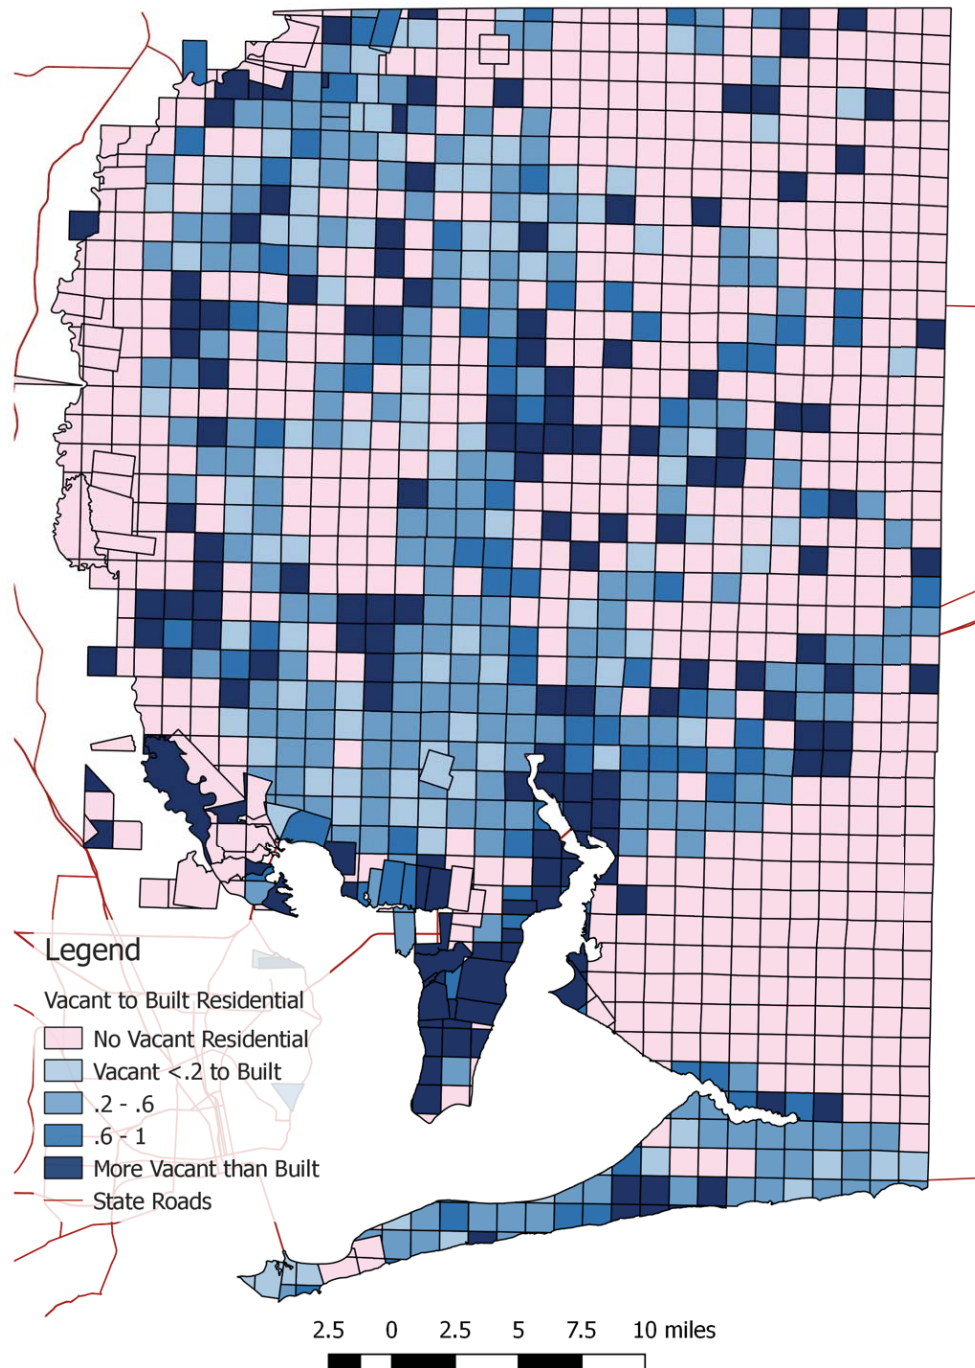 Legend
Vacant to Built Residential
No Vacant Residential
Vacant <.2 to Built
.2 - .6
.6 - 1
More Vacant than Built
State Roads
2.5 0 2.5 5 7.5 10 miles